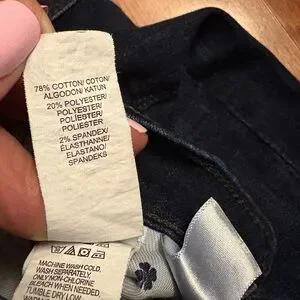 78% COTTON/ COTON/
ALGODON/ KATUN
20% POLYESTER/
POLYESTER/
POLIESTER/
POLIESTER
2% SPANDEX/
ÉLASTHANNE/
ELASTANO/
SPANDEKS
MACHINE WASH COLD.
WASH SEPARATELY.
ONLY NON-CHLORINE
BLEACH WHEN NEEDED.
TUMBLE DRY LOW.